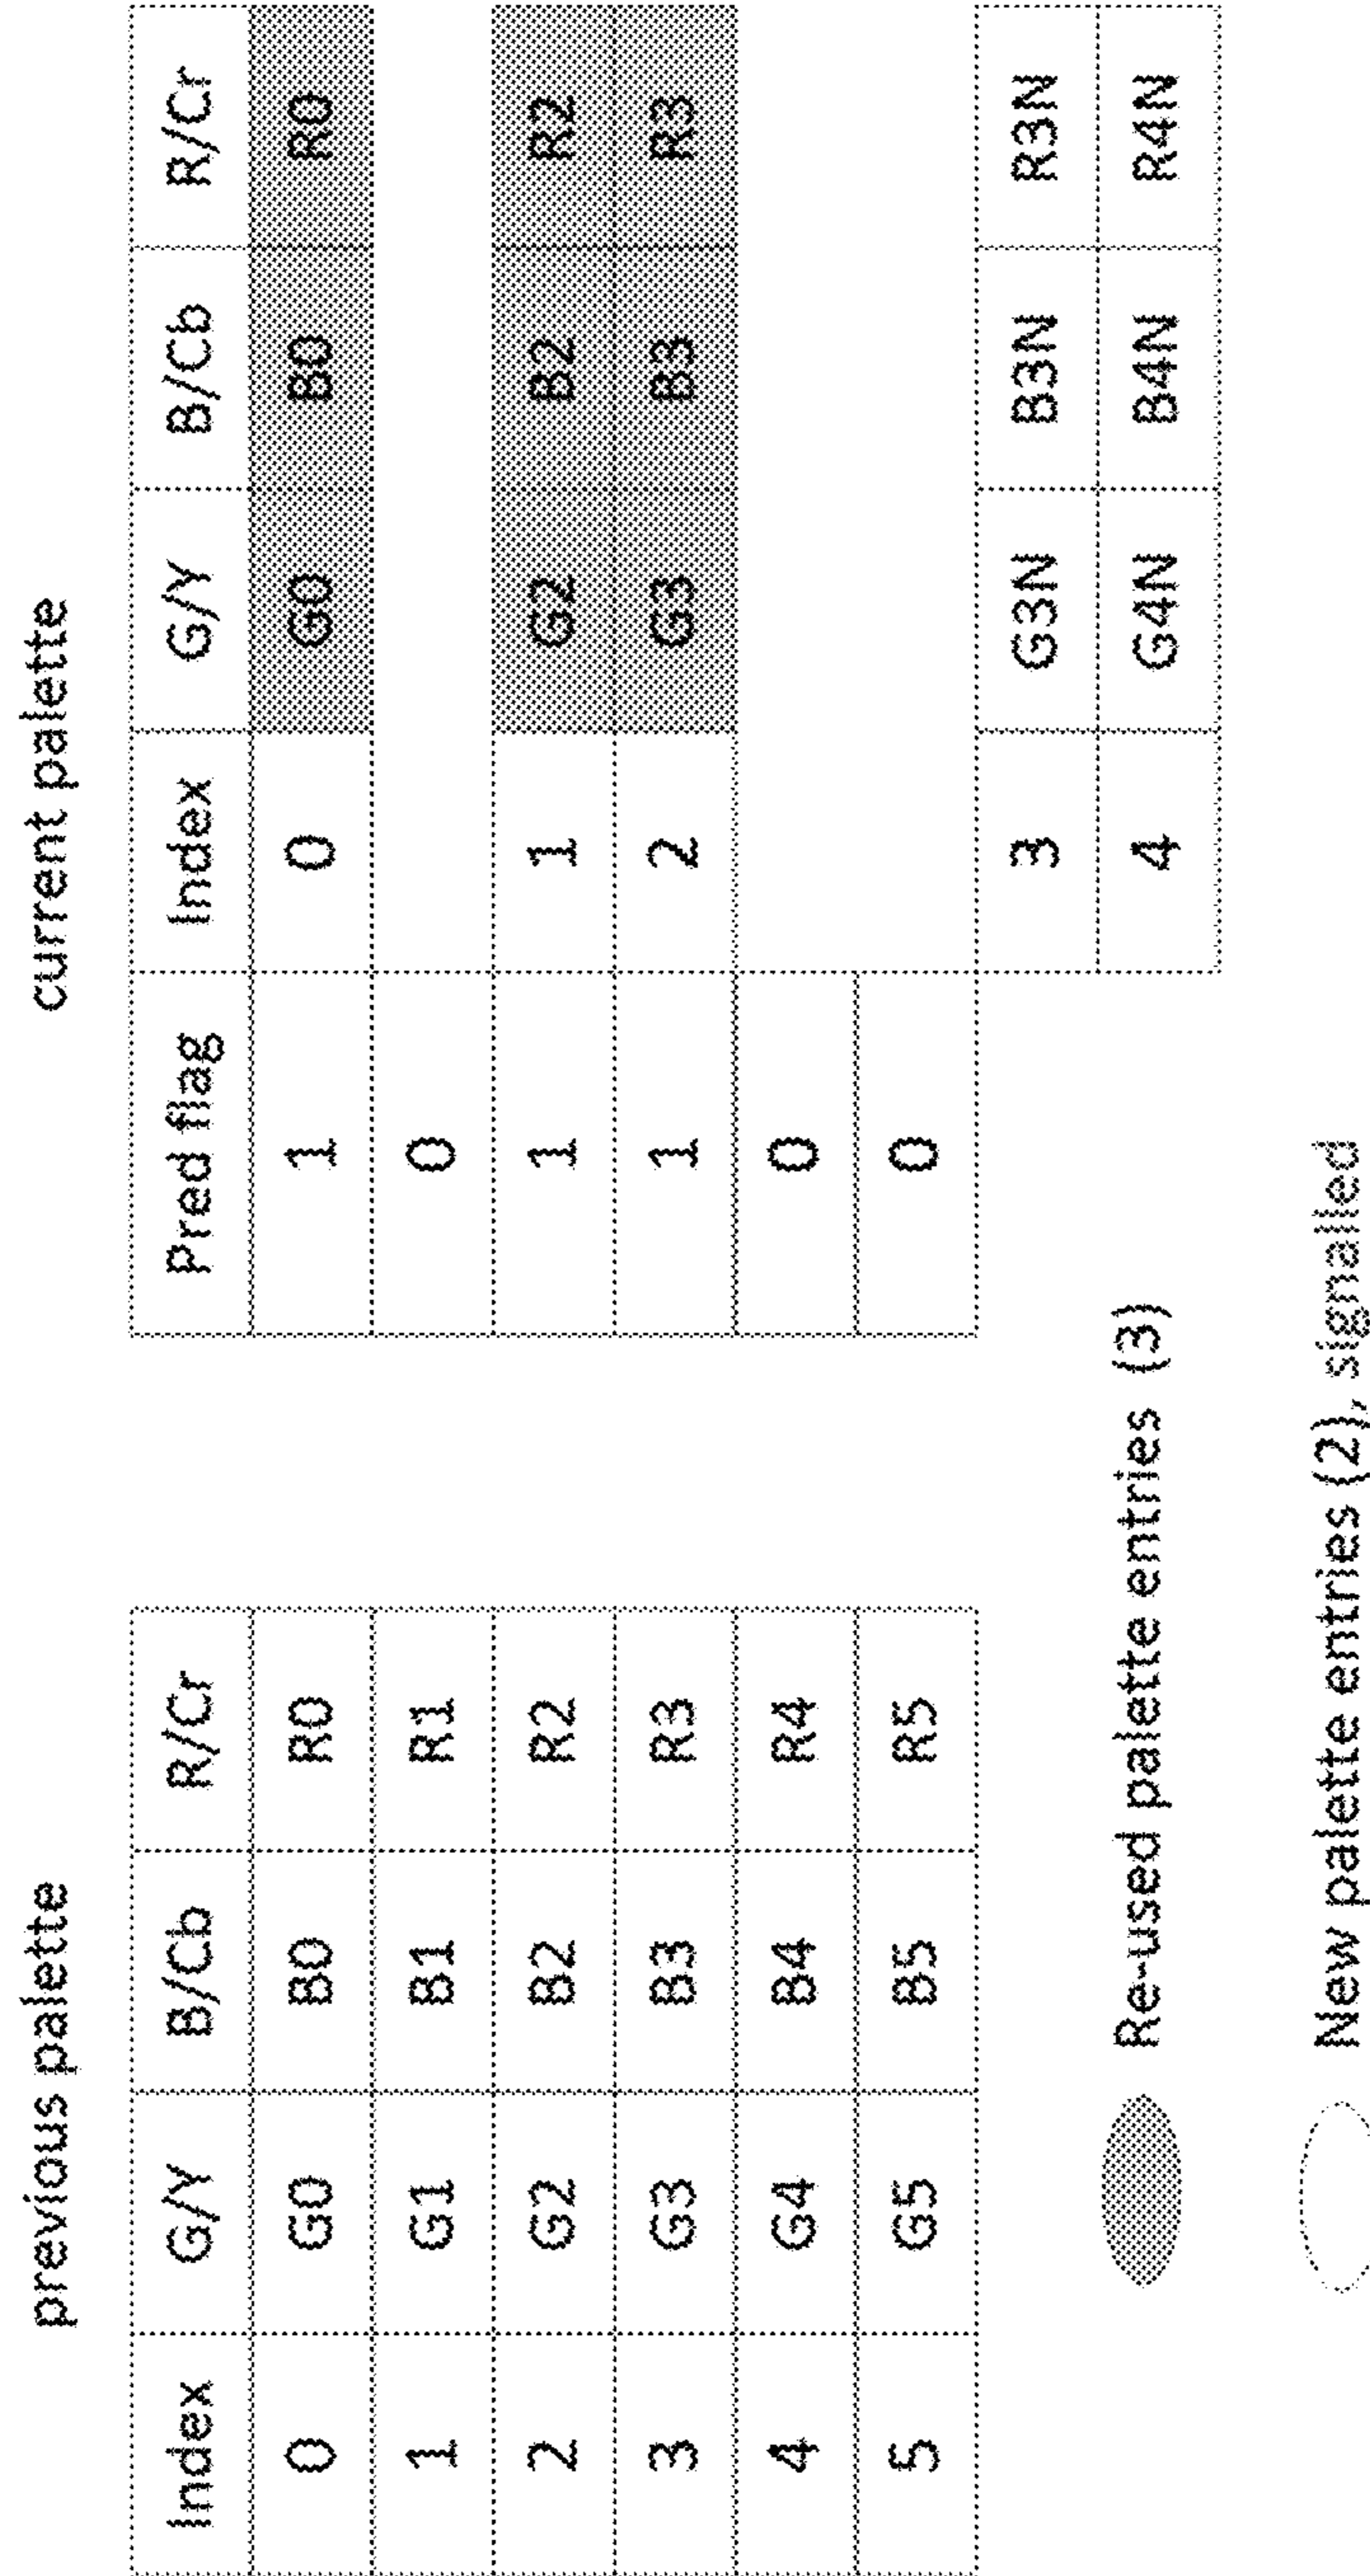 previous palette
Index G/Y B/Cb R/Cr
0 G0 B0 R0
1 G1 B1 R1
2 G2 B2 R2
3 G3 B3 R3
4 G4 B4 R4
5 G5 B5 R5
current palette
Pred flag Index G/Y B/Cb R/Cr
1 0 G0 B0 R0
0
1 1 G2 B2 R2
1 2 G3 B3 R3
0
0
3 G3N B3N R3N
4 G4N B4N R4N
Re-used palette entries (3)
New palette entries (2), signalled